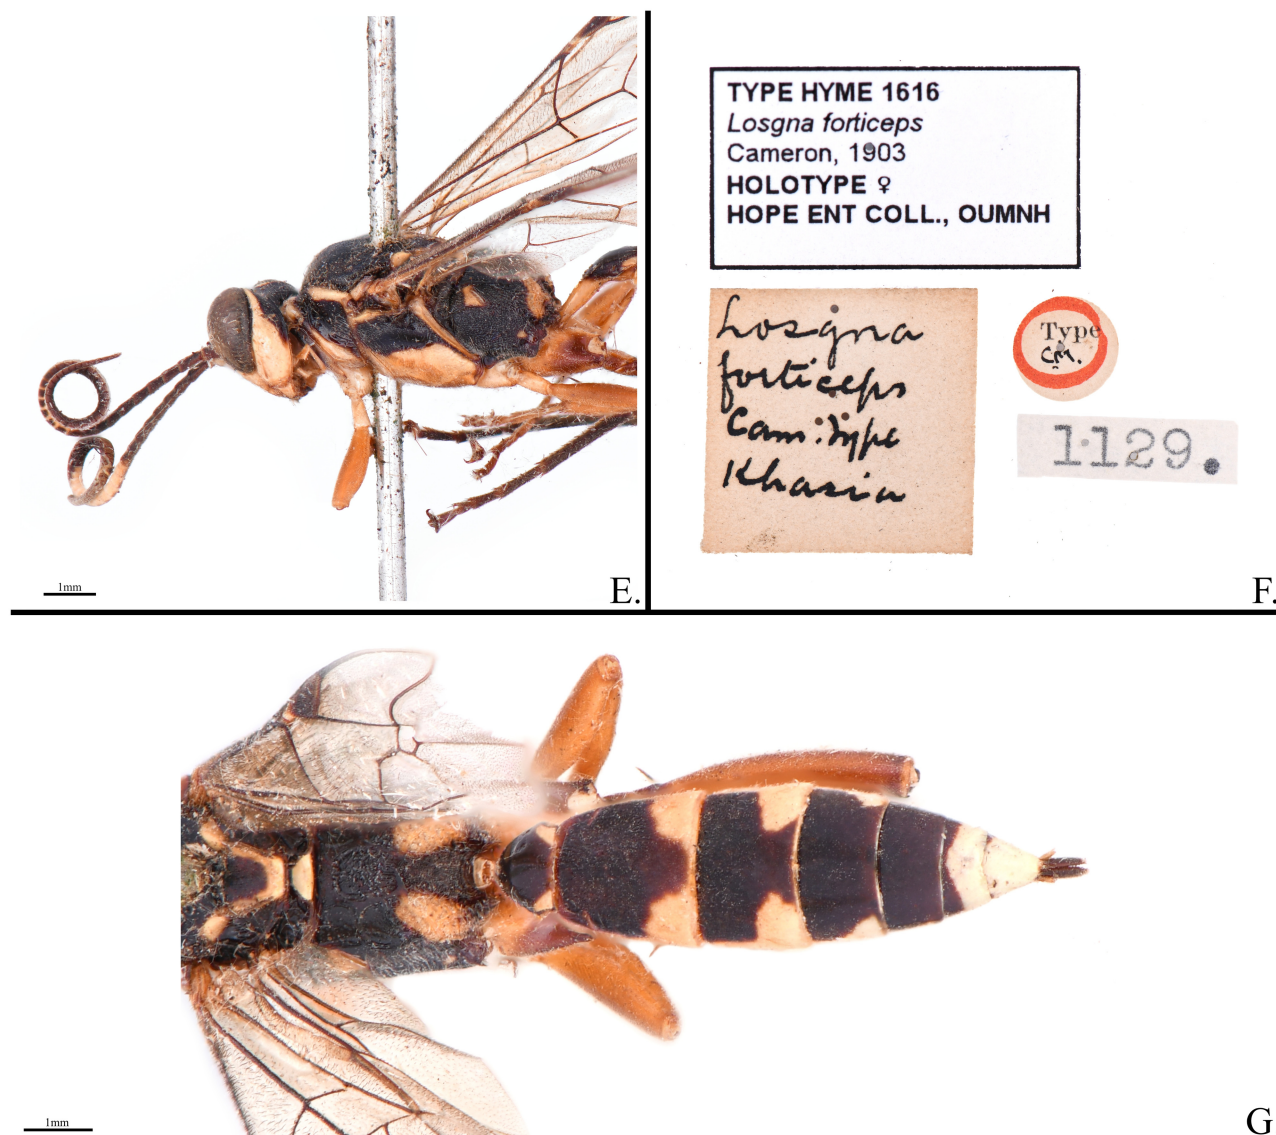 1mm
E.
TYPE HYME 1616
Losgna forticeps
Cameron, 1903
HOLOTYPE ♀
HOPE ENT COLL., OUMNH
Losgna
forticeps
Cam: Type
Khasia
Type
CM.
1129.
F.
1mm
G